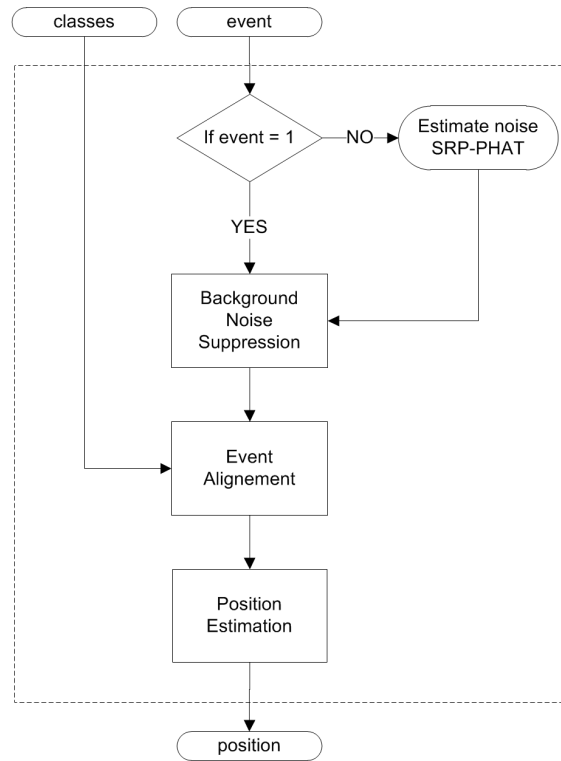 classes
event
If event = 1
NO
Estimate noise
SRP-PHAT
YES
Background
Noise
Suppression
Event
Alignement
Position
Estimation
position